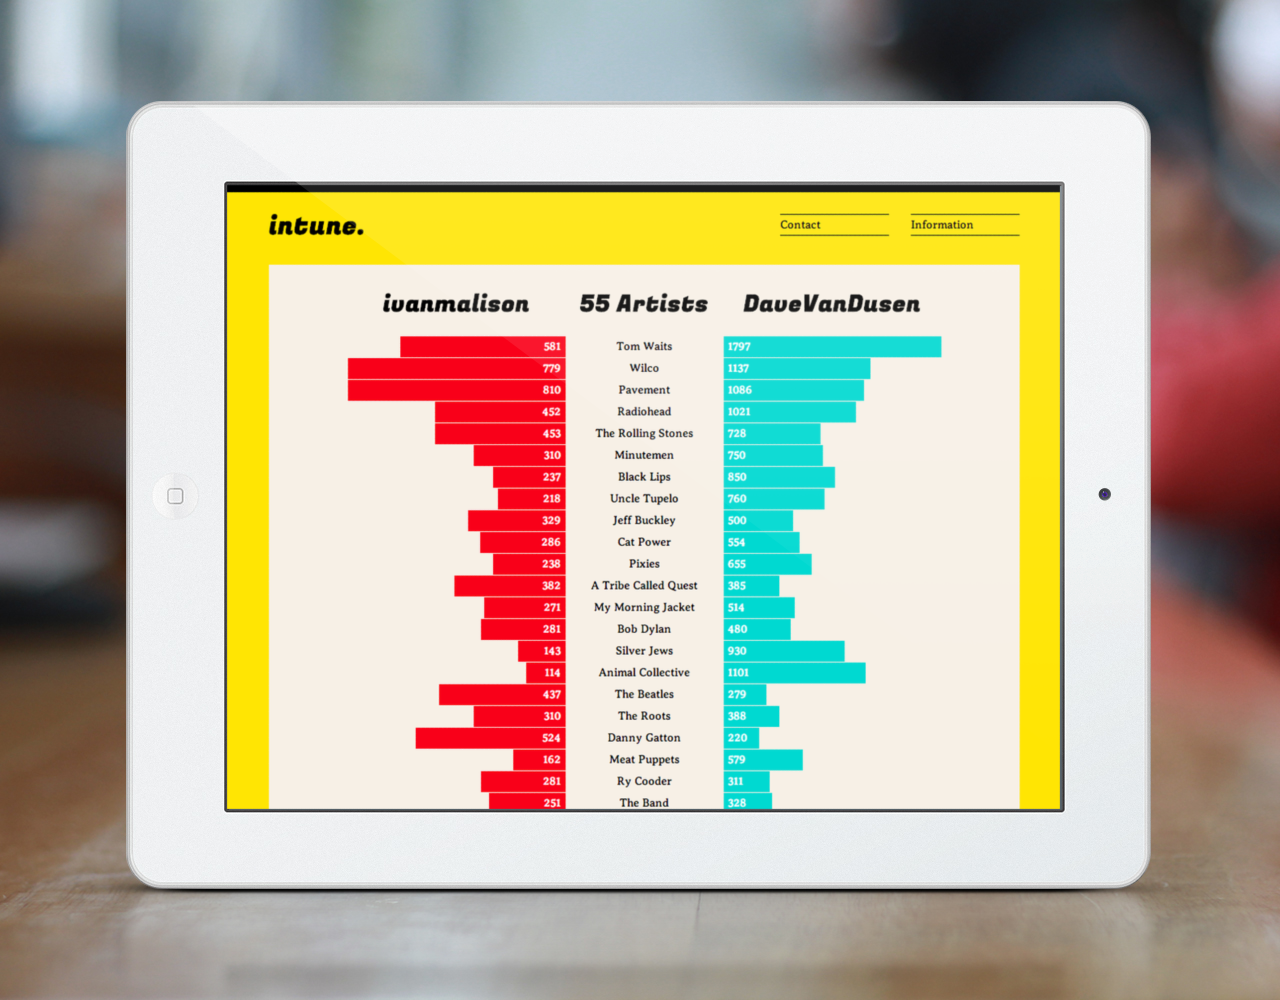 intune.
Contact
Information
ivanmalison 55 Artists DaveVanDusen
581 Tom Waits 1797
779 Wilco 1137
810 Pavement 1086
452 Radiohead 1021
453 The Rolling Stones 728
310 Minutemen 750
237 Black Lips 850
218 Uncle Tupelo 760
329 Jeff Buckley 500
286 Cat Power 554
238 Pixies 655
382 A Tribe Called Quest 385
271 My Morning Jacket 514
281 Bob Dylan 480
143 Silver Jews 930
114 Animal Collective 1101
437 The Beatles 279
310 The Roots 388
524 Danny Gatton 220
162 Meat Puppets 579
281 Ry Cooder 311
251 The Band 328